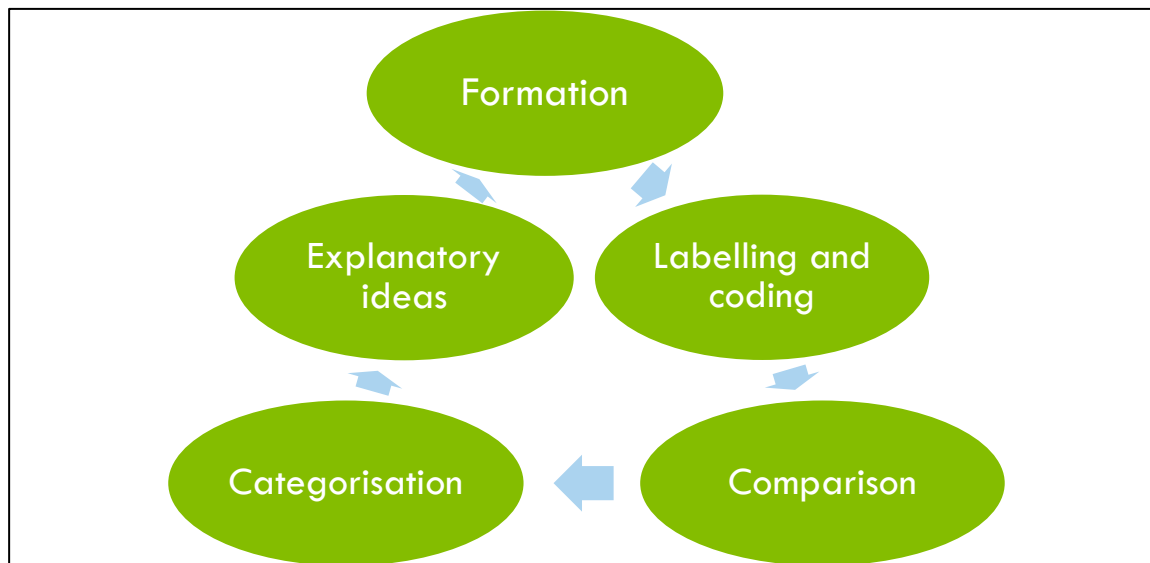 Formation
Explanatory
ideas
Labelling and
coding
Categorisation
Comparison